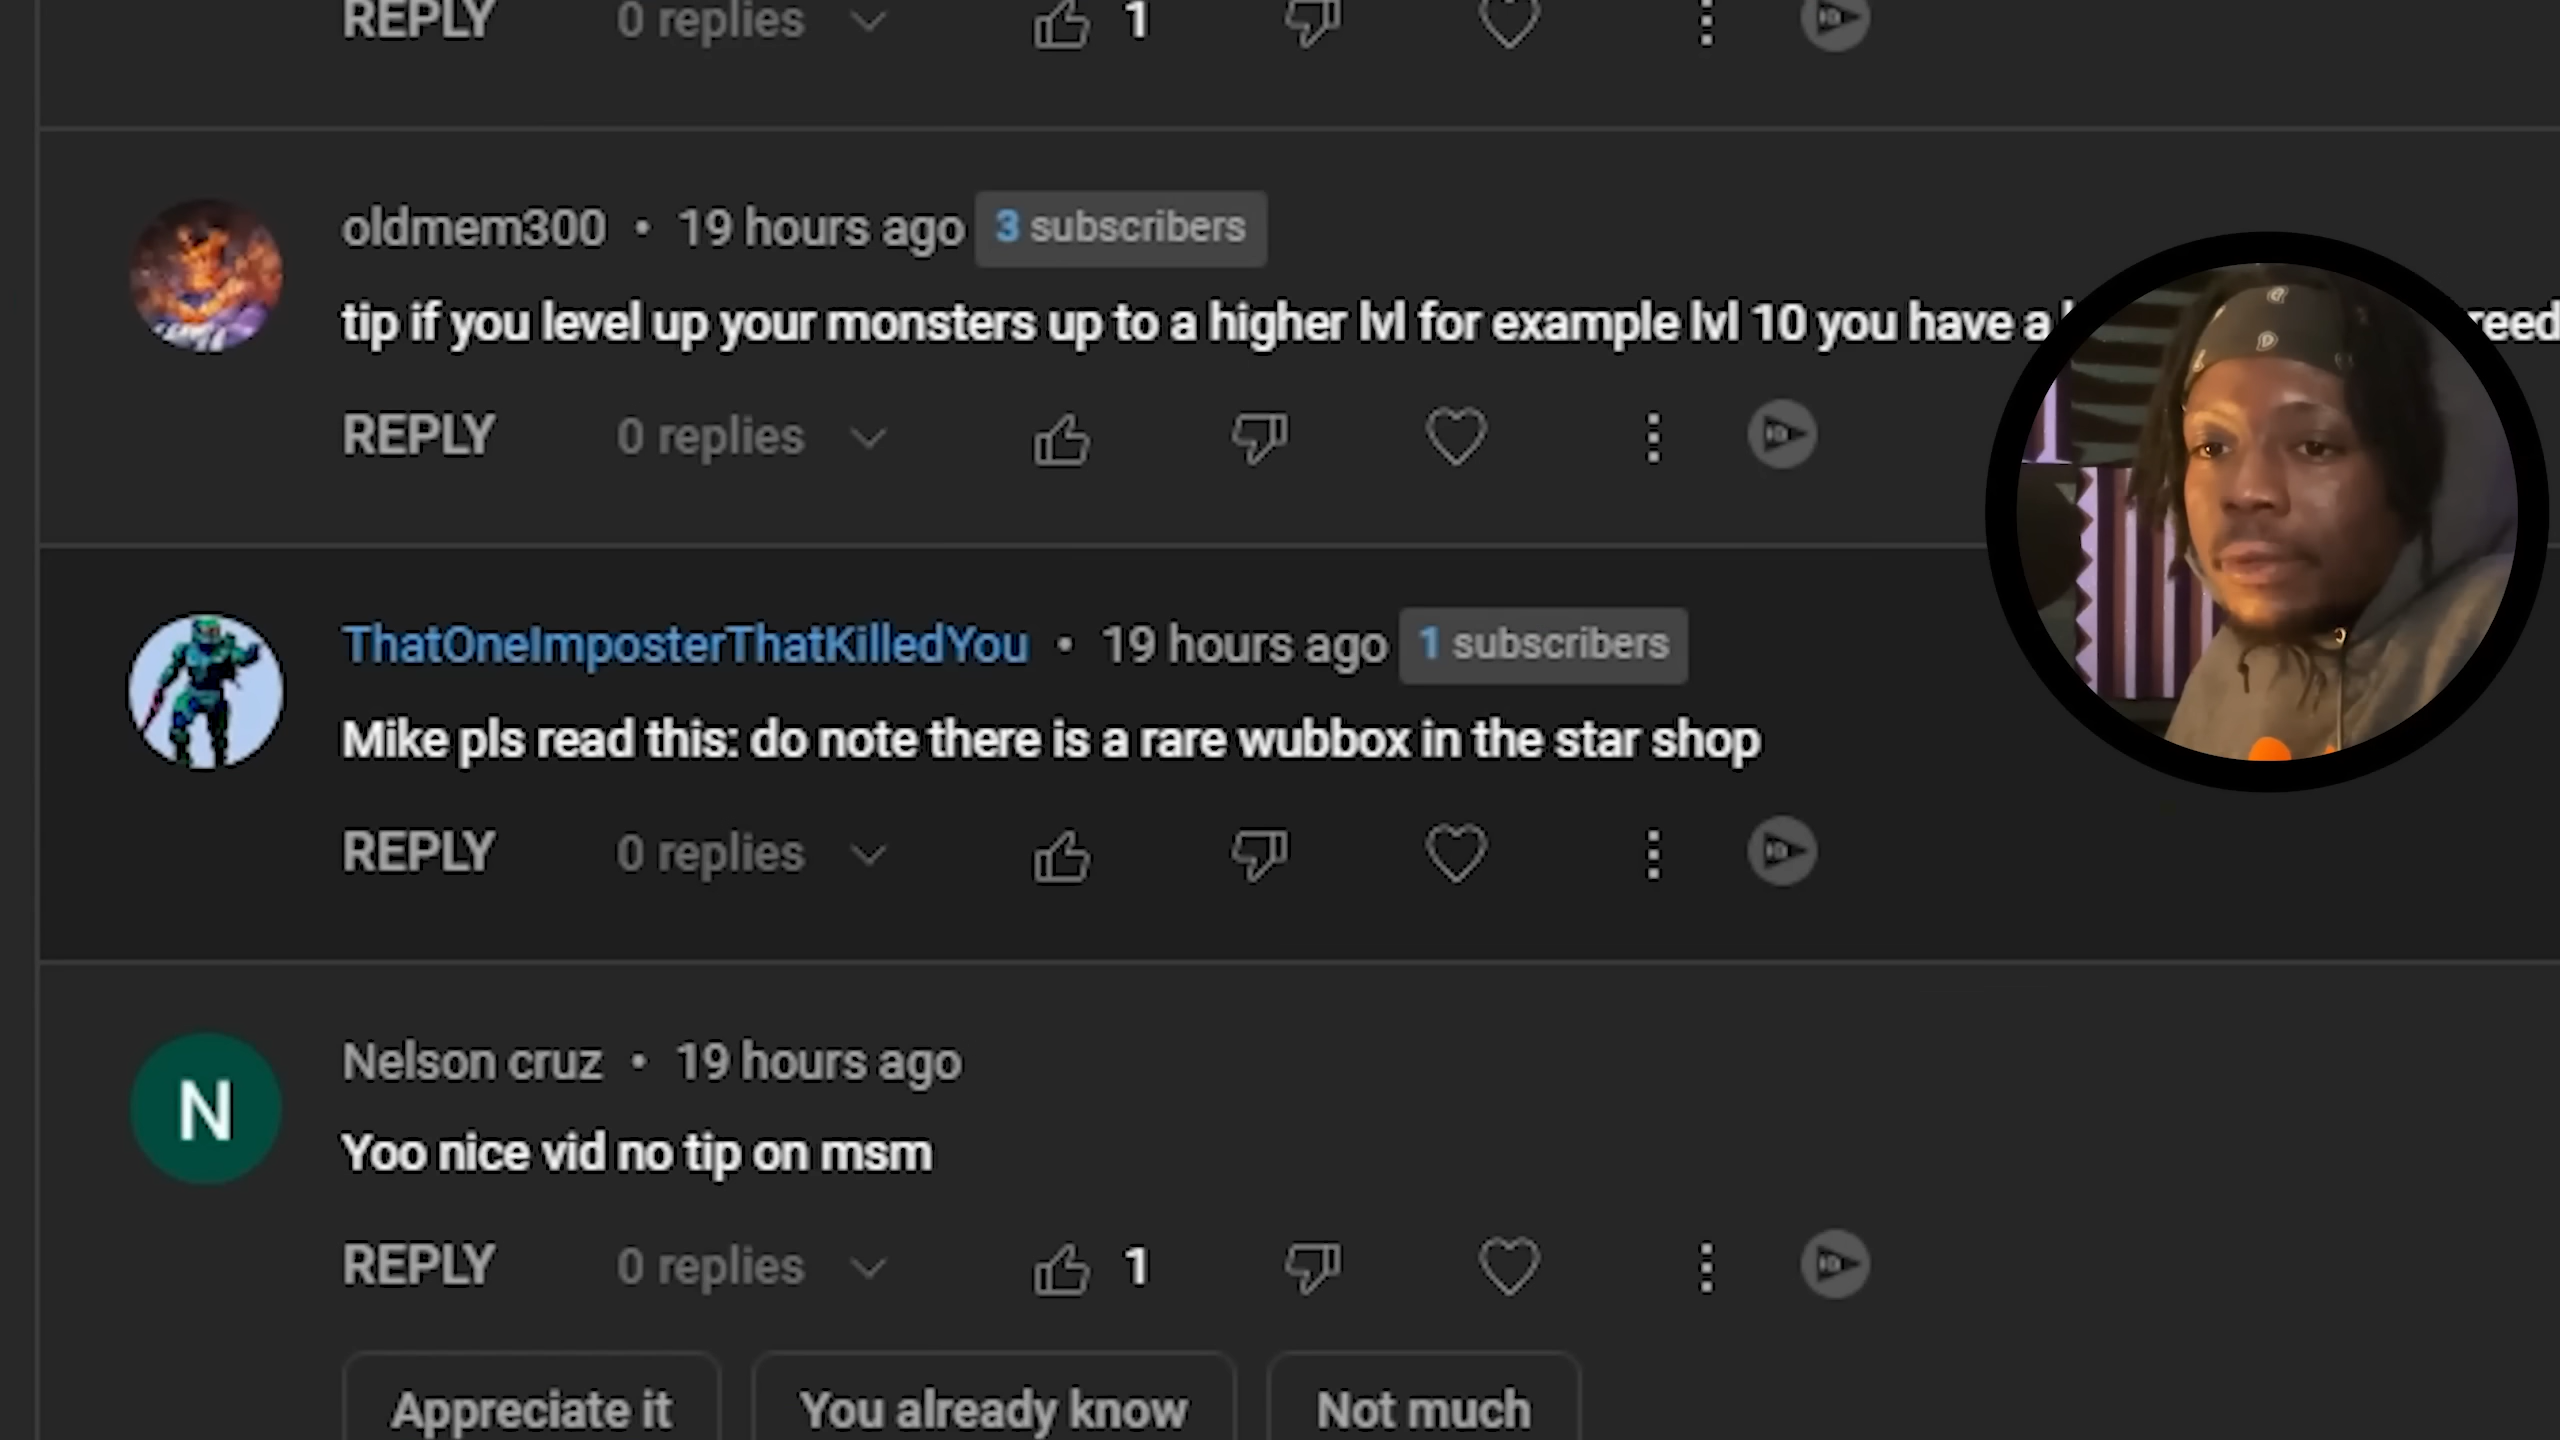 REPLY 0 replies 1
oldmem300 • 19 hours ago 3 subscribers
tip if you level up your monsters up to a higher lvl for example lvl 10 you have a
REPLY 0 replies
ThatOneImposterThatKilledYou • 19 hours ago 1 subscribers
Mike pls read this: do note there is a rare wubbox in the star shop
REPLY 0 replies
N
Nelson cruz • 19 hours ago
Yoo nice vid no tip on msm
REPLY 0 replies 1
Appreciate it You already know Not much